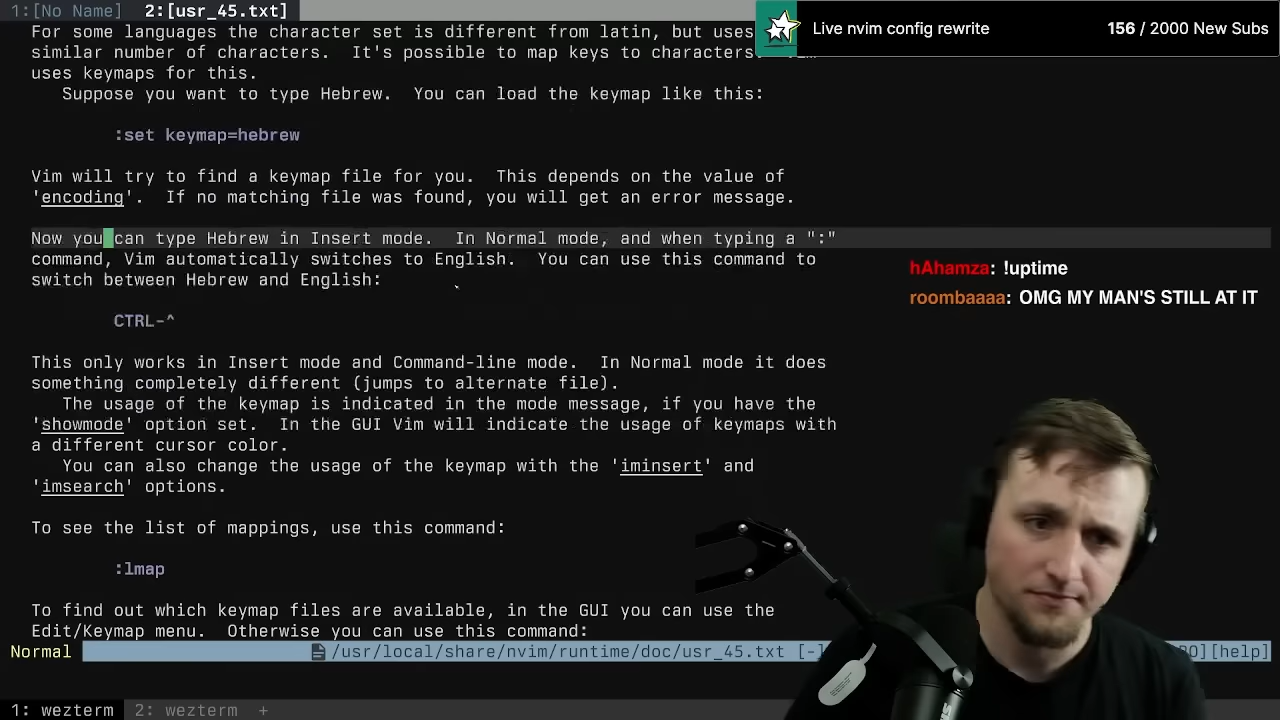 1:[No Name]  2:[usr_45.txt]
For some languages the character set is different from latin, but uses
similar number of characters.  It's possible to map keys to characters.
uses keymaps for this.
Suppose you want to type Hebrew.  You can load the keymap like this:
:set keymap=hebrew
Vim will try to find a keymap file for you.  This depends on the value of
'encoding'.  If no matching file was found, you will get an error message.
Now you can type Hebrew in Insert mode.  In Normal mode, and when typing a ":"
command, Vim automatically switches to English.  You can use this command to
switch between Hebrew and English:
CTRL-^
This only works in Insert mode and Command-line mode.  In Normal mode it does
something completely different (jumps to alternate file).
The usage of the keymap is indicated in the mode message, if you have the
'showmode' option set.  In the GUI Vim will indicate the usage of keymaps with
a different cursor color.
You can also change the usage of the keymap with the 'iminsert' and
'imsearch' options.
To see the list of mappings, use this command:
:lmap
To find out which keymap files are available, in the GUI you can use the
Edit/Keymap menu.  Otherwise you can use this command:
Normal /usr/local/share/nvim/runtime/doc/usr_45.txt [-] [help]
1: wezterm  2: wezterm  +
Live nvim config rewrite 156 / 2000 New Subs
hAhamza: !uptime
roombaaaa: OMG MY MAN'S STILL AT IT